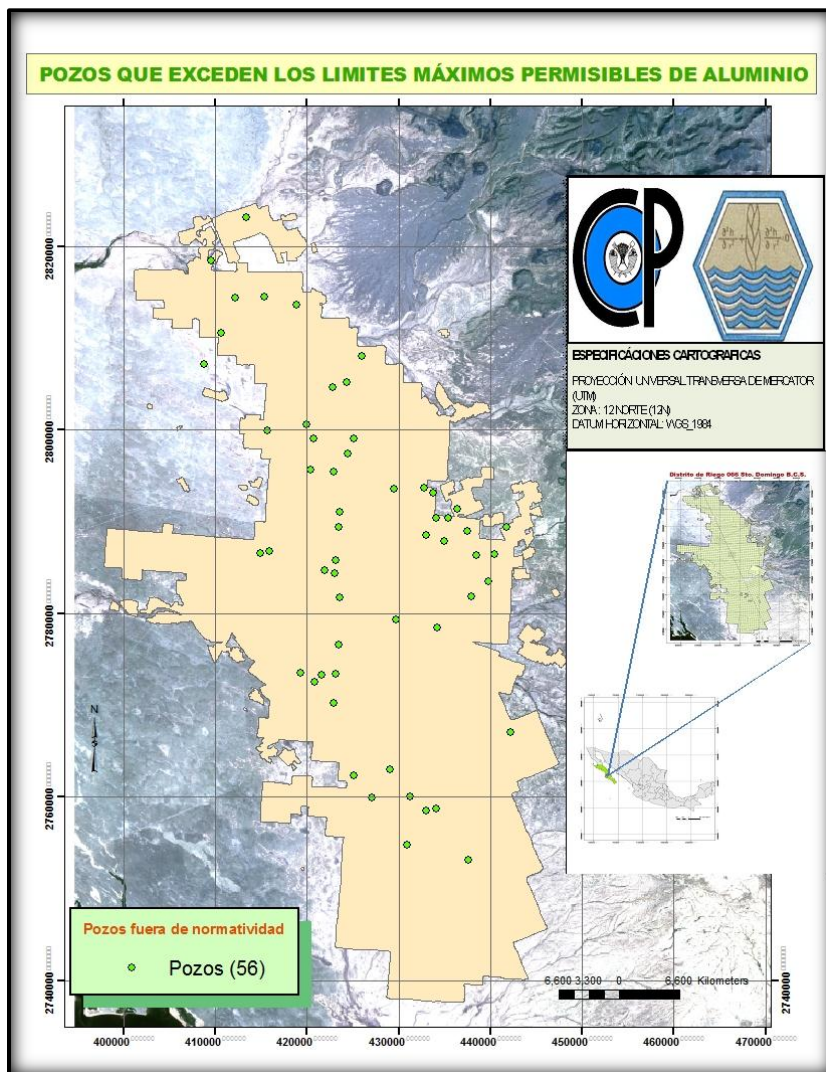 POZOS QUE EXCEDEN LOS LIMITES MÁXIMOS PERMISIBLES DE ALUMINIO
400000
410000
420000
430000
440000
450000
460000
470000
2820000
2800000
2780000
2760000
2740000
2740000
COP
ESPECIFICÁCIONES CARTOGRAFICAS
PROYECCIÓN UNIVERSAL TRANSVERSA DE MERCATOR
(UTM)
ZONA: 12 NORTE (12N)
DATUM HORIZONTAL: WGS_1984
Distrito de Riego 066 Sto. Domingo B.C.S.
N
Pozos fuera de normatividad
Pozos (56)
6,600 3,300 0 6,600 Kilometers